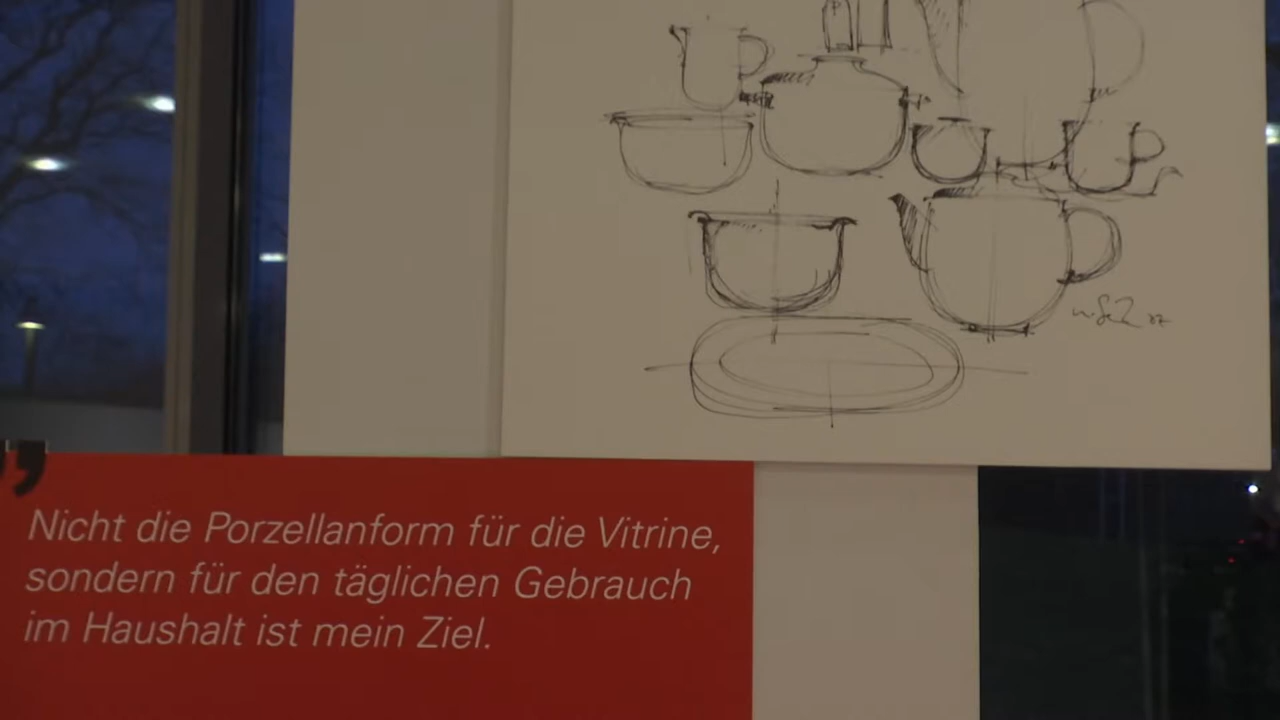 ”
Nicht die Porzellanform für die Vitrine,
sondern für den täglichen Gebrauch
im Haushalt ist mein Ziel.